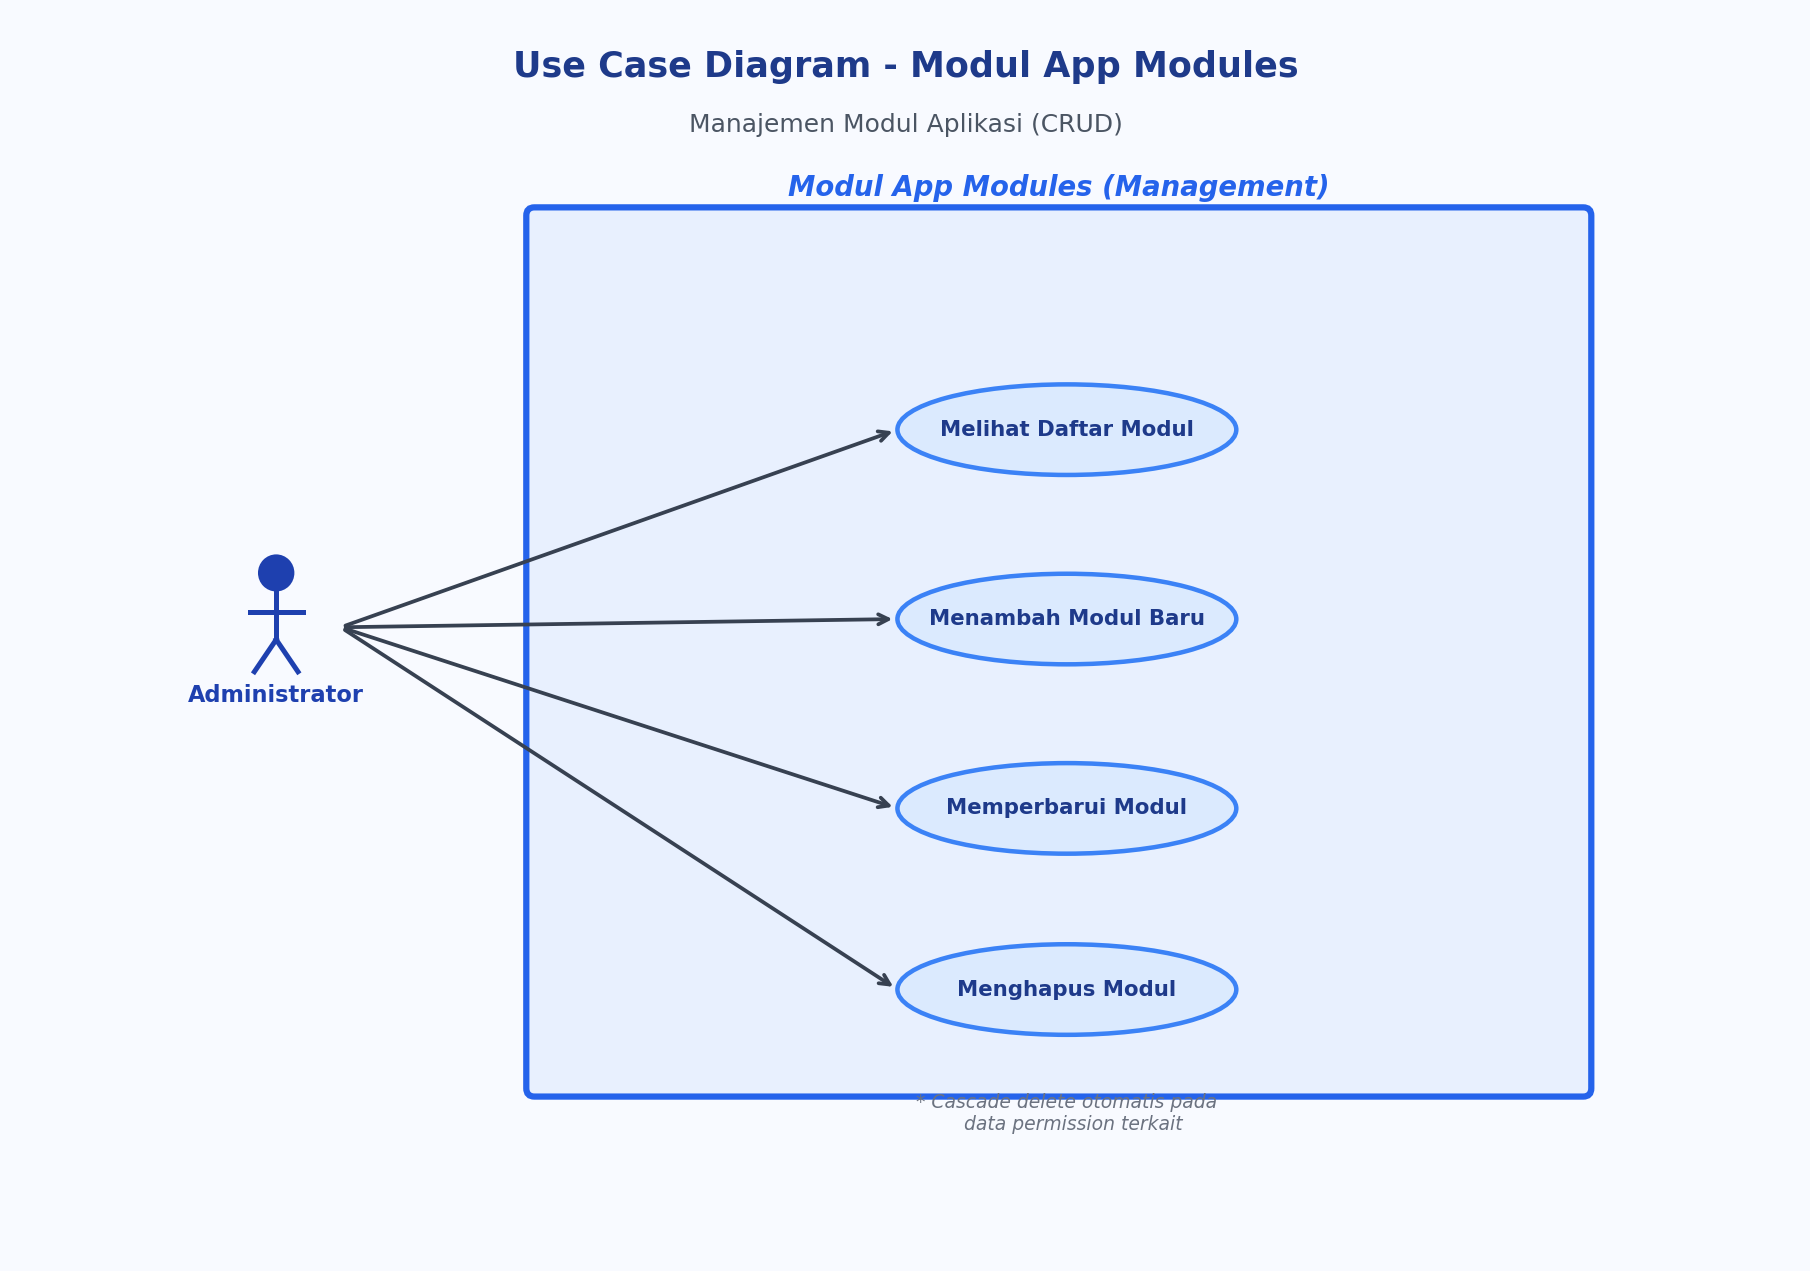 Use Case Diagram - Modul App Modules
Manajemen Modul Aplikasi (CRUD)
Modul App Modules (Management)
Melihat Daftar Modul
Menambah Modul Baru
Administrator
Memperbarui Modul
Menghapus Modul
* Cascade delete otomatis pada
data permission terkait